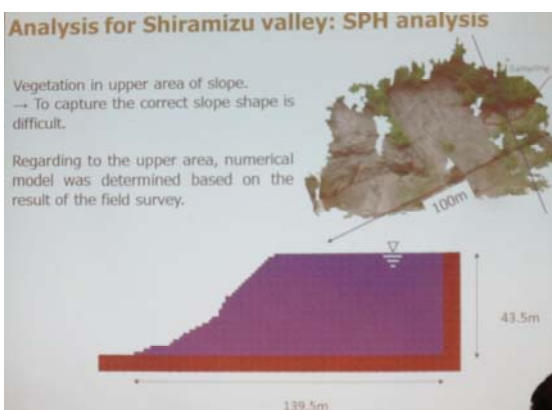 Analysis for Shiramizu valley: SPH analysis
Vegetation in upper area of slope.
→ To capture the correct slope shape is
difficult.
Regarding to the upper area, numerical
model was determined based on the
result of the field survey.
Sampling
100m
43.5m
139.5m